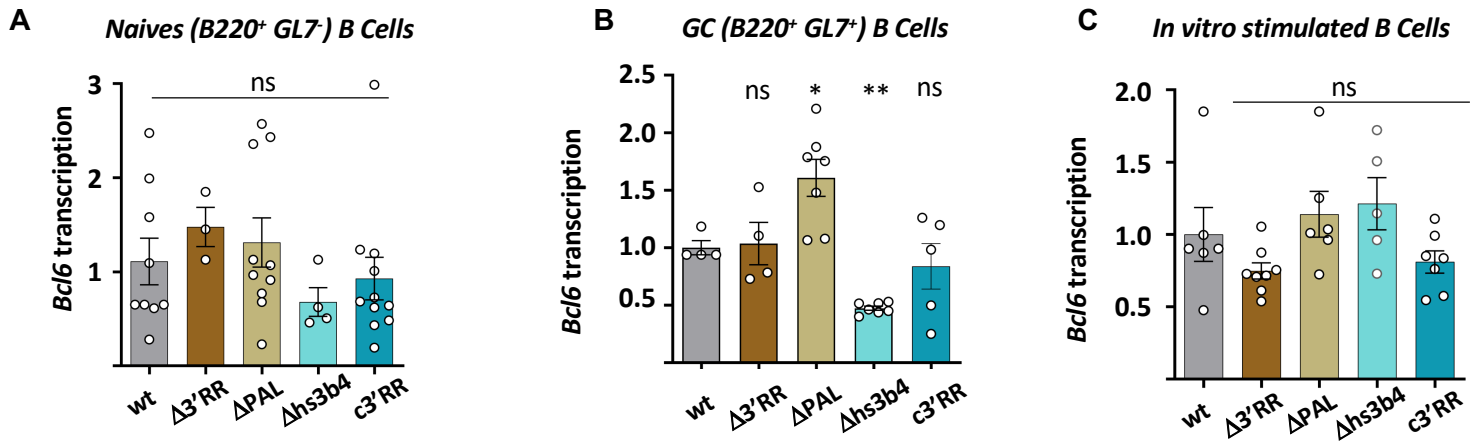 A
Naives (B220+ GL7-) B Cells
ns
Bcl6 transcription
3
2
1
wt
Δ3’RR
ΔPAL
Δhs3b4
c3’RR
B
GC (B220+ GL7+) B Cells
ns
*
**
ns
Bcl6 transcription
2.5
2.0
1.5
1.0
0.5
wt
Δ3’RR
ΔPAL
Δhs3b4
c3’RR
C
In vitro stimulated B Cells
ns
Bcl6 transcription
2.0
1.5
1.0
0.5
wt
Δ3’RR
ΔPAL
Δhs3b4
c3’RR